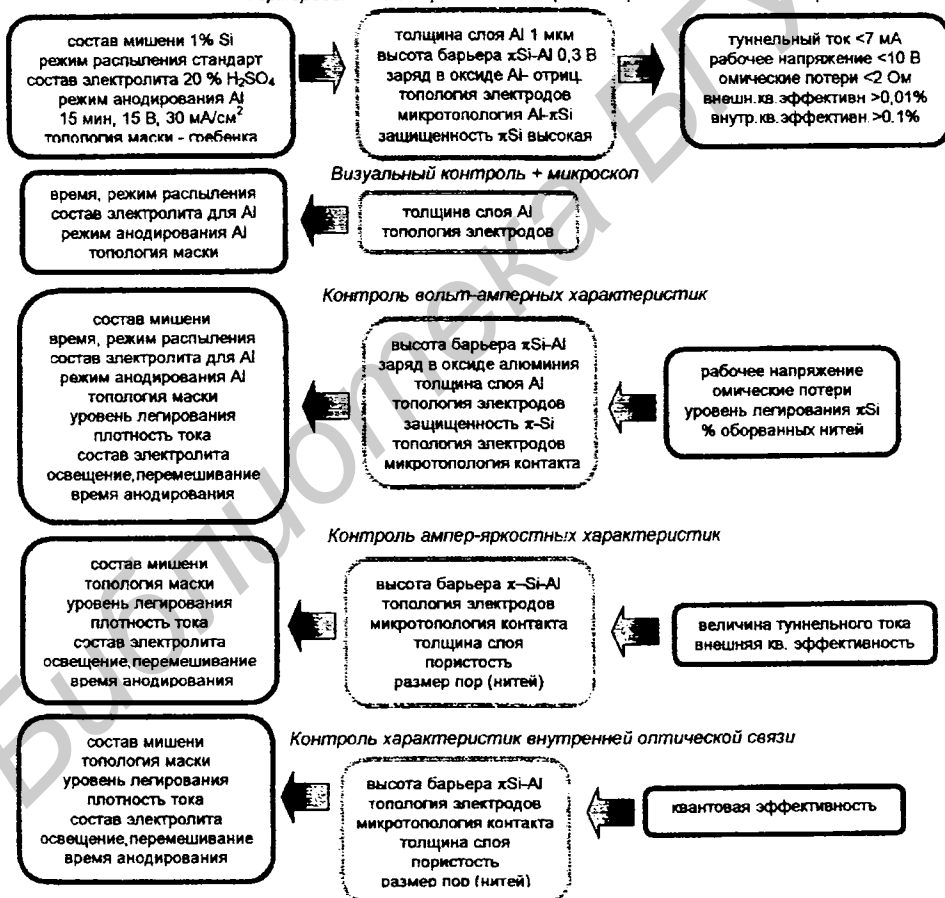 состав мишени 1% Si
режим распыления стандарт
состав электролита 20 % H₂SO₄
режим анодирования Al
15 мин, 15 В, 30 мА/см²
топология маски - гребенка
толщина слоя Al 1 мкм
высота барьера πSi-Al 0,3 В
заряд в оксиде Al- отриц.
топология электродов
микротопология Al-πSi
защищенность πSi высокая
туннельный ток <7 мА
рабочее напряжение <10 В
омические потери <2 Ом
внешн.кв.эффективн >0,01%
внутр.кв.эффективн.>0.1%
Визуальный контроль + микроскоп
время, режим распыления
состав электролита для Al
режим анодирования Al
топология маски
толщина слоя Al
топология электродов
Контроль вольт-амперных характеристик
состав мишени
время, режим распыления
состав электролита для Al
режим анодирования Al
топология маски
уровень легирования
плотность тока
состав электролита
освещение,перемешивание
время анодирования
высота барьера πSi-Al
заряд в оксиде алюминия
толщина слоя Al
топология электродов
защищенность π-Si
топология электродов
микротопология контакта
рабочее напряжение
омические потери
уровень легирования πSi
% оборванных нитей
Контроль ампер-яркостных характеристик
состав мишени
топология маски
уровень легирования
плотность тока
состав электролита
освещение,перемешивание
время анодирования
высота барьера π–Si-Al
топология электродов
микротопология контакта
толщина слоя
пористость
размер пор (нитей)
величина туннельного тока
внешняя кв. эффективность
Контроль характеристик внутренней оптической связи
состав мишени
топология маски
уровень легирования
плотность тока
состав электролита
освещение,перемешивание
время анодирования
высота барьера πSi-Al
топология электродов
микротопология контакта
толщина слоя
пористость
размер пор (нитей)
квантовая эффективность
Библиотека БГУ